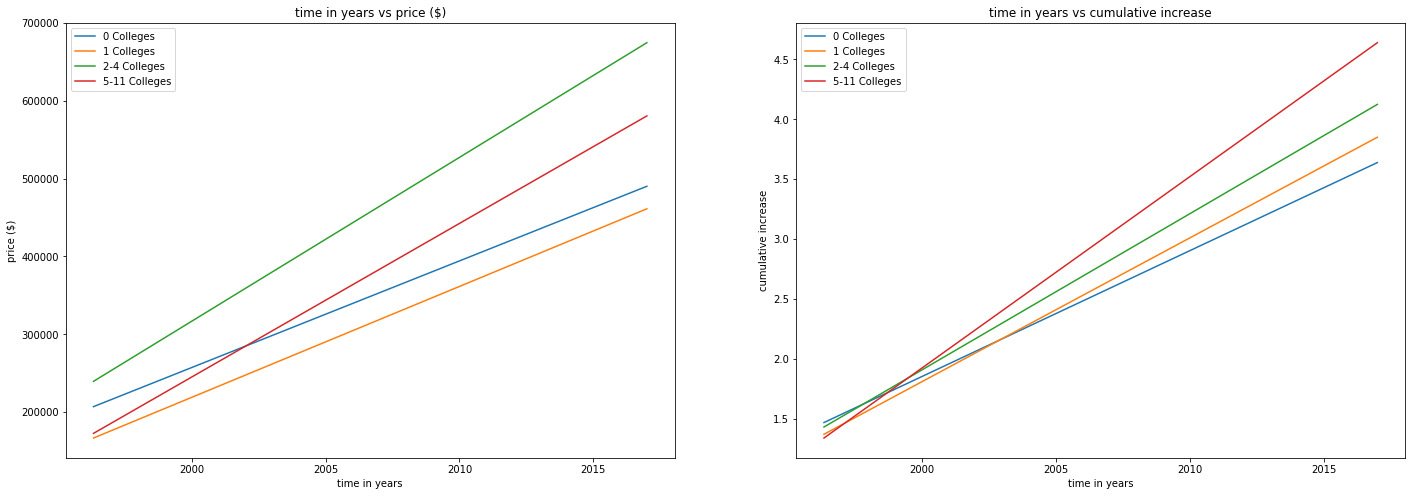 time in years vs price ($)
0 Colleges
1 Colleges
2-4 Colleges
5-11 Colleges
700000
600000
500000
400000
300000
200000
price ($)
2000 2005 2010 2015
time in years
time in years vs cumulative increase
0 Colleges
1 Colleges
2-4 Colleges
5-11 Colleges
4.5
4.0
3.5
3.0
2.5
2.0
1.5
cumulative increase
2000 2005 2010 2015
time in years